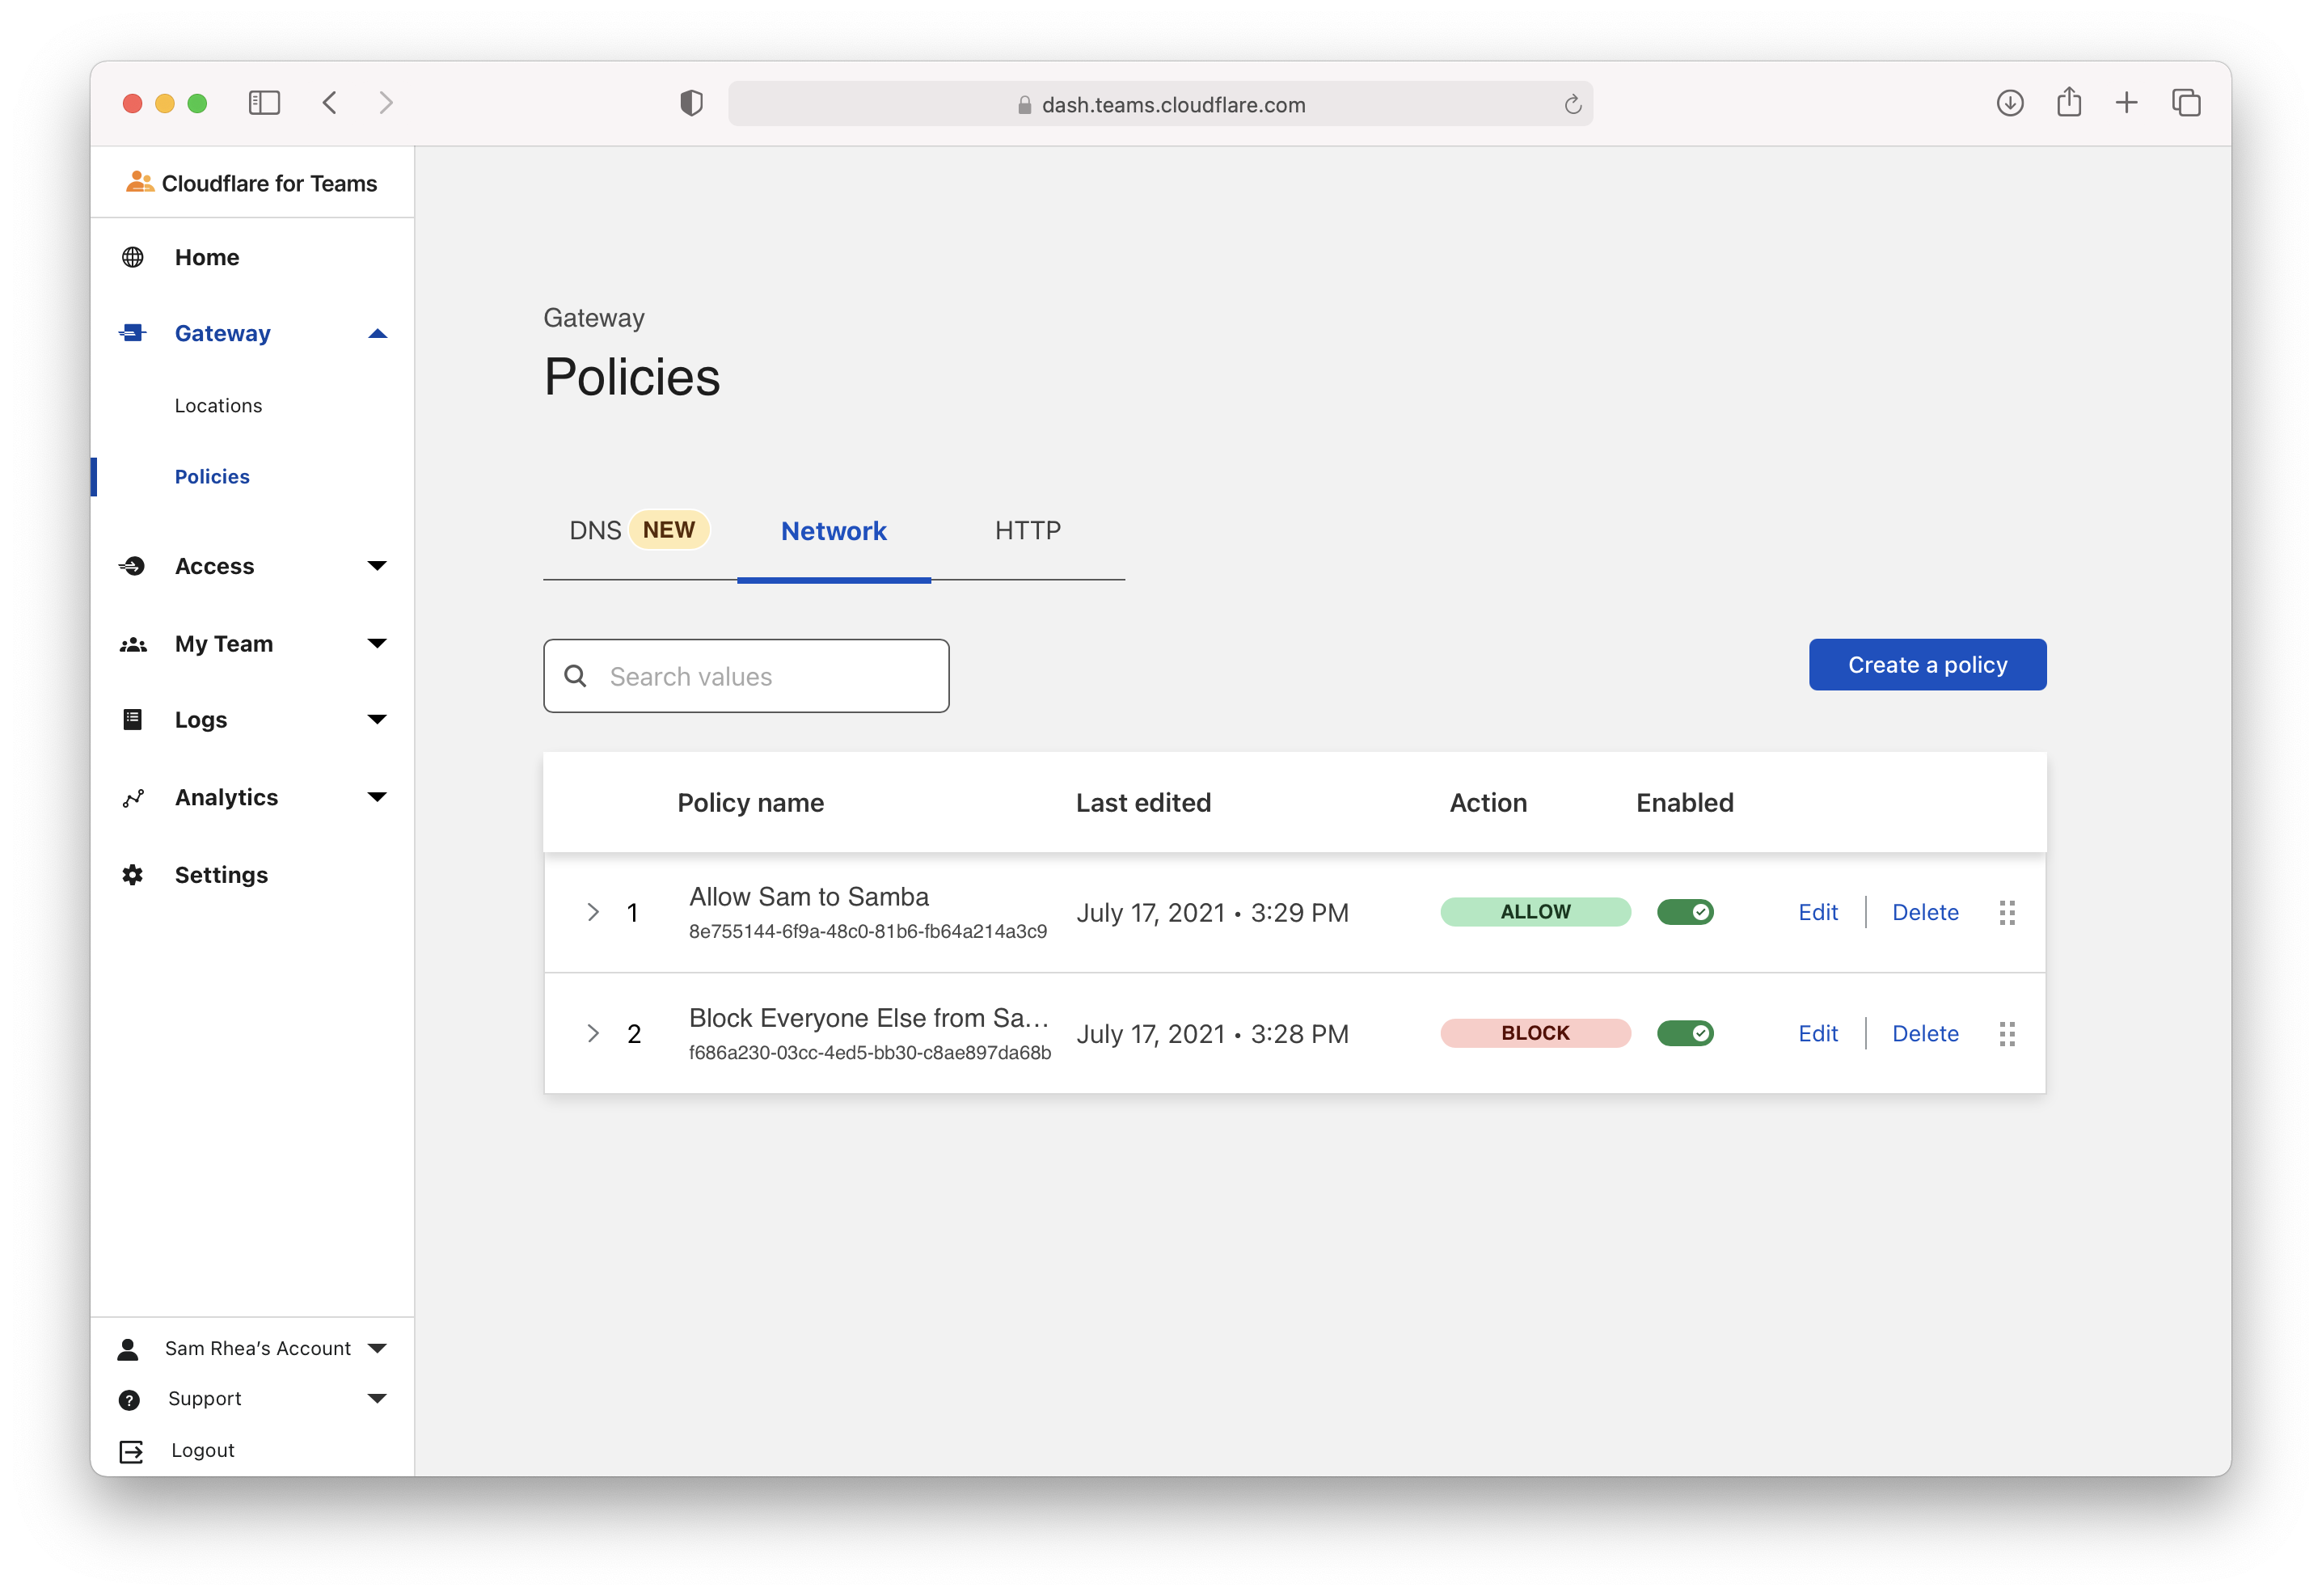 dash.teams.cloudflare.com
Cloudflare for Teams
Home
Gateway
Locations
Policies
Access
My Team
Logs
Analytics
Settings
Sam Rhea’s Account
Support
Logout
Gateway
Policies
DNS NEW Network HTTP
Search values
Create a policy
Policy name Last edited Action Enabled
1 Allow Sam to Samba July 17, 2021 • 3:29 PM ALLOW Edit Delete
8e755144-6f9a-48c0-81b6-fb64a214a3c9
2 Block Everyone Else from Sa... July 17, 2021 • 3:28 PM BLOCK Edit Delete
f686a230-03cc-4ed5-bb30-c8ae897da68b